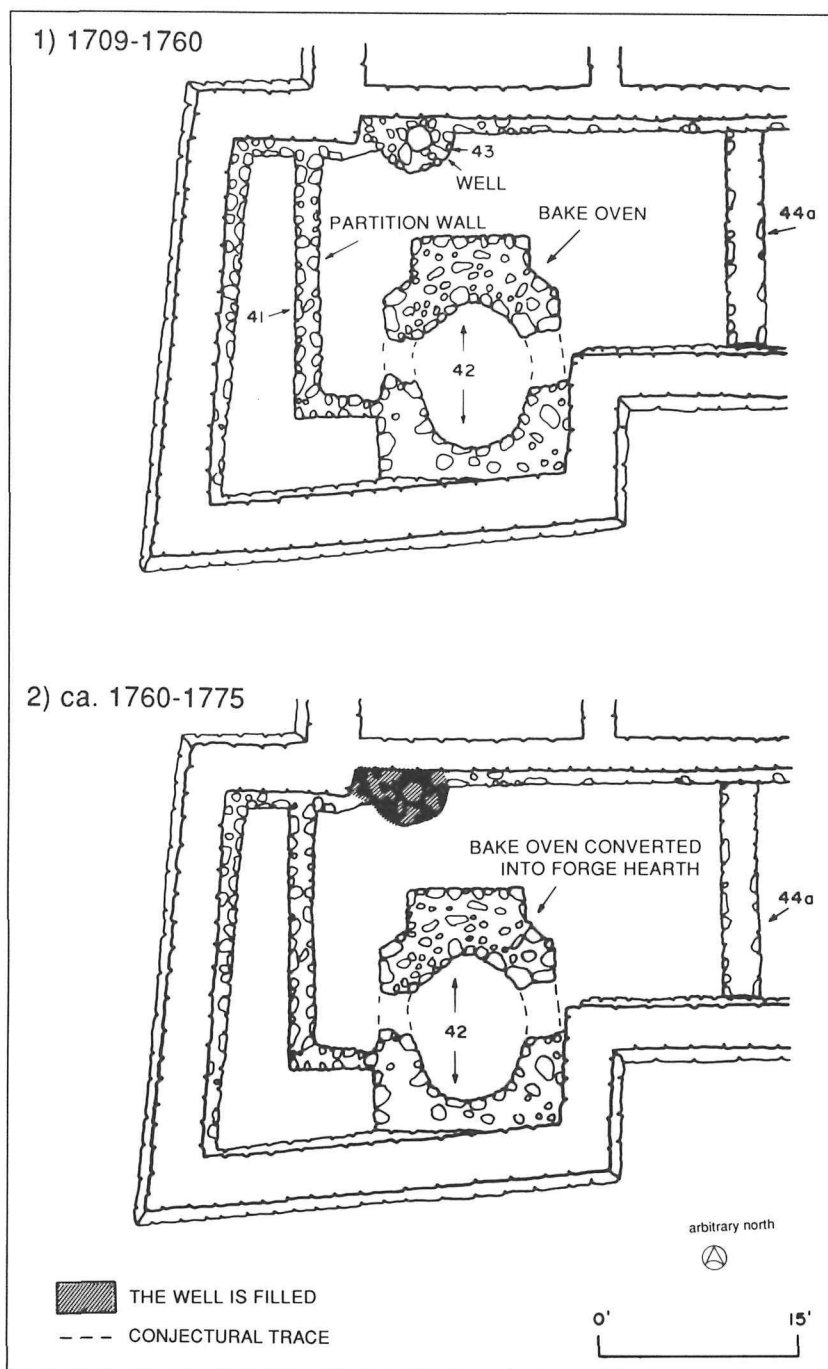 1) 1709-1760
43
WELL
PARTITION WALL
BAKE OVEN
44a
41
42
2) ca. 1760-1775
BAKE OVEN CONVERTED
INTO FORGE HEARTH
44a
42
arbitrary north
THE WELL IS FILLED
CONJECTURAL TRACE
0' 15'